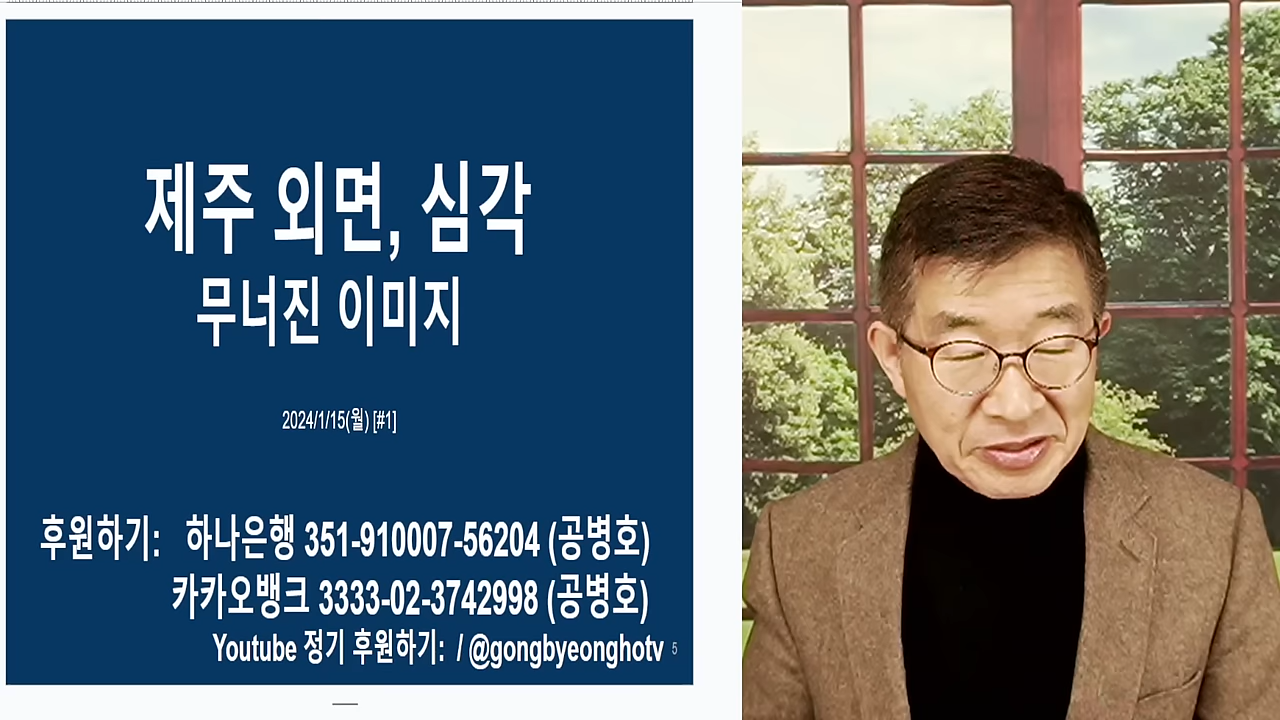 제주 외면, 심각
무너진 이미지
2024/1/15(월) [#1]
후원하기: 하나은행 351-910007-56204 (공병호)
카카오뱅크 3333-02-3742998 (공병호)
Youtube 정기 후원하기: / @gongbyeonghotv 5